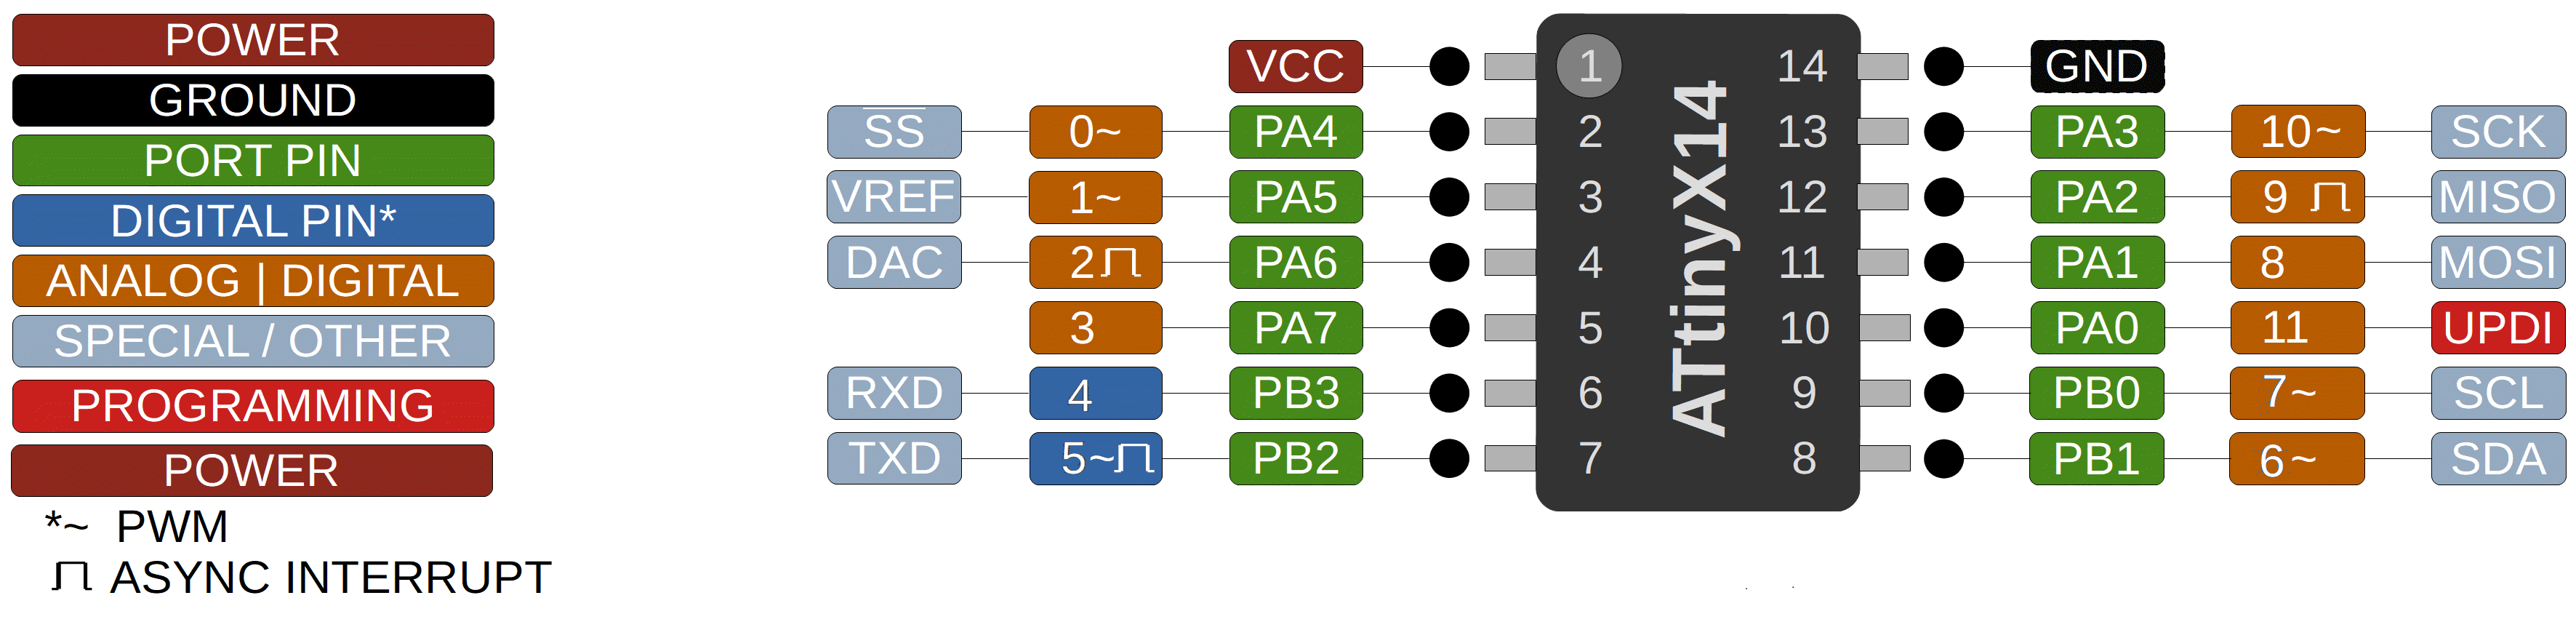 POWER
GROUND
PORT PIN
DIGITAL PIN*
ANALOG | DIGITAL
SPECIAL / OTHER
PROGRAMMING
POWER
*~ PWM
ASYNC INTERRUPT
VCC 1 14 GND
SS 0~ PA4 2 13 PA3 10~ SCK
VREF 1~ PA5 3 12 PA2 9 MISO
DAC 2 PA6 4 11 PA1 8 MOSI
3 PA7 5 10 PA0 11 UPDI
RXD 4 PB3 6 9 PB0 7~ SCL
TXD 5~ PB2 7 8 PB1 6~ SDA
ATtinyX14